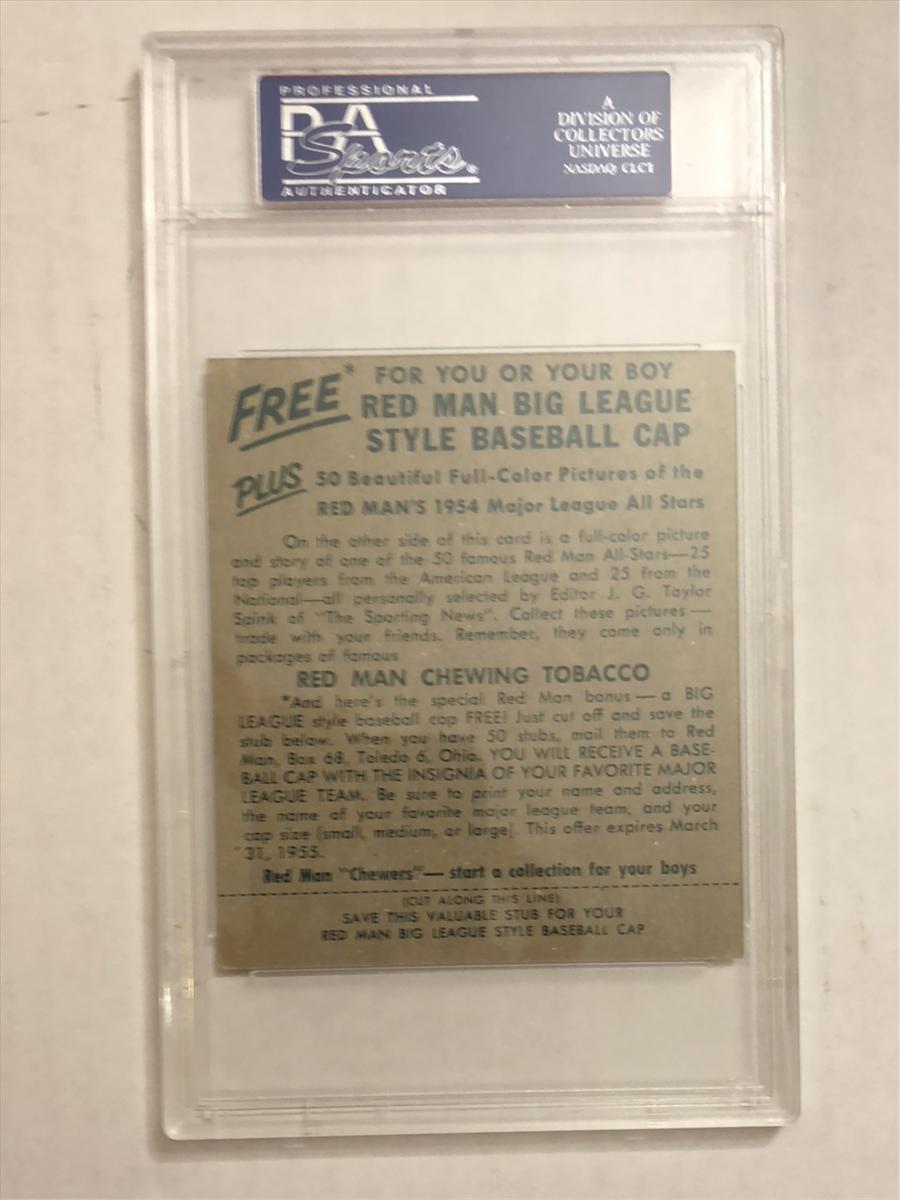 PROFESSIONAL
PSA
Sports
AUTHENTICATOR
A
DIVISION OF
COLLECTORS
UNIVERSE
NASDAQ: CLCT
FREE* FOR YOU OR YOUR BOY
RED MAN BIG LEAGUE
STYLE BASEBALL CAP
PLUS 50 Beautiful Full-Color Pictures of the
RED MAN'S 1954 Major League All Stars
On the other side of this card is a full-color picture
and story of one of the 50 famous Red Man All-Stars—25
top players from the American League and 25 from the
National—all personally selected by Editor J. G. Taylor
Spink of "The Sporting News". Collect these pictures—
trade with your friends. Remember, they come only in
packages of famous
RED MAN CHEWING TOBACCO
*And here's the special Red Man bonus—a BIG
LEAGUE style baseball cap FREE! Just cut off and save the
stub below. When you have 50 stubs, mail them to Red
Man, Box 68, Toledo 6, Ohio. YOU WILL RECEIVE A BASE-
BALL CAP WITH THE INSIGNIA OF YOUR FAVORITE MAJOR
LEAGUE TEAM. Be sure to print your name and address,
the name of your favorite major league team, and your
cap size (small, medium, or large). This offer expires March
31, 1955.
Red Man "Chewers"—start a collection for your boys
(CUT ALONG THIS LINE)
SAVE THIS VALUABLE STUB FOR YOUR
RED MAN BIG LEAGUE STYLE BASEBALL CAP